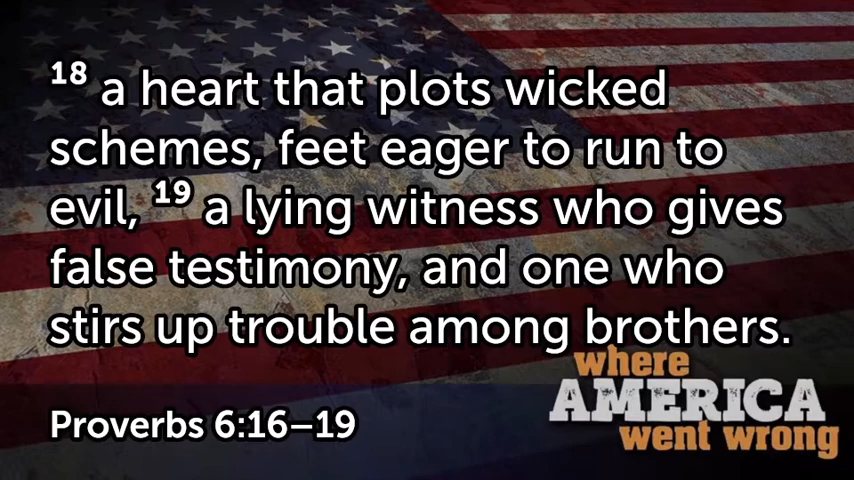 18 a heart that plots wicked
schemes, feet eager to run to
evil, 19 a lying witness who gives
false testimony, and one who
stirs up trouble among brothers.
Proverbs 6:16–19
where
AMERICA
went wrong